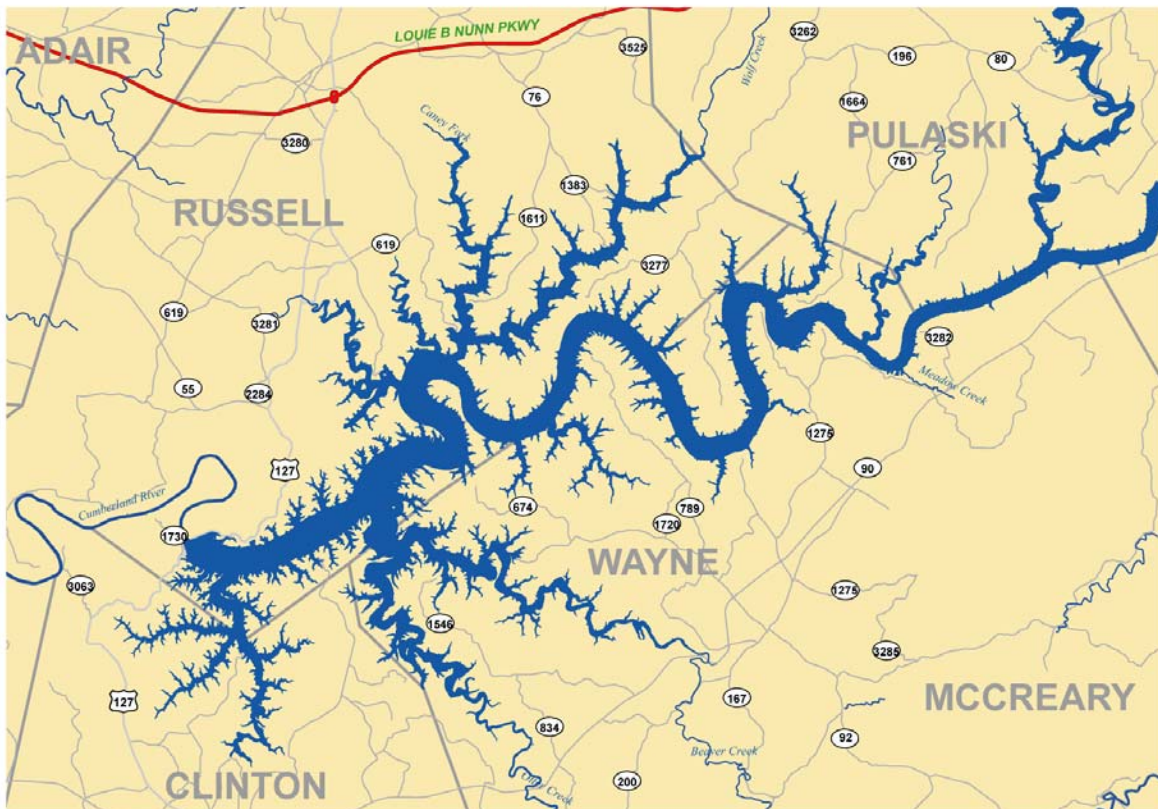 LOUIE B NUNN PKWY
ADAIR
3525
3262
196
80
Wolf Creek
76
1664
Caney Fork
3280
PULASKI
761
1383
RUSSELL
1611
619
3277
619
3281
3282
Meadow Creek
55
2284
1275
127
90
Cumberland River
674
789
1720
1730
WAYNE
3063
1275
1546
3285
127
167
MCCREARY
834
92
Beaver Creek
CLINTON
Otter Creek
200